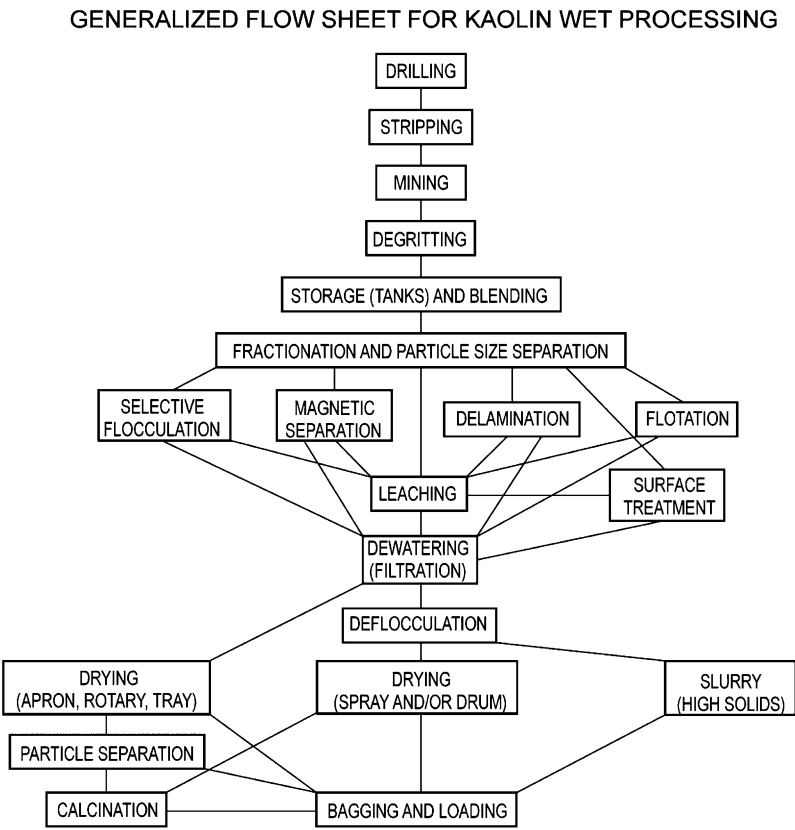 GENERALIZED FLOW SHEET FOR KAOLIN WET PROCESSING
DRILLING
STRIPPING
MINING
DEGRITTING
STORAGE (TANKS) AND BLENDING
FRACTIONATION AND PARTICLE SIZE SEPARATION
SELECTIVE
FLOCCULATION
MAGNETIC
SEPARATION
DELAMINATION
FLOTATION
LEACHING
SURFACE
TREATMENT
DEWATERING
(FILTRATION)
DEFLOCCULATION
DRYING
(APRON, ROTARY, TRAY)
DRYING
(SPRAY AND/OR DRUM)
SLURRY
(HIGH SOLIDS)
PARTICLE SEPARATION
CALCINATION
BAGGING AND LOADING